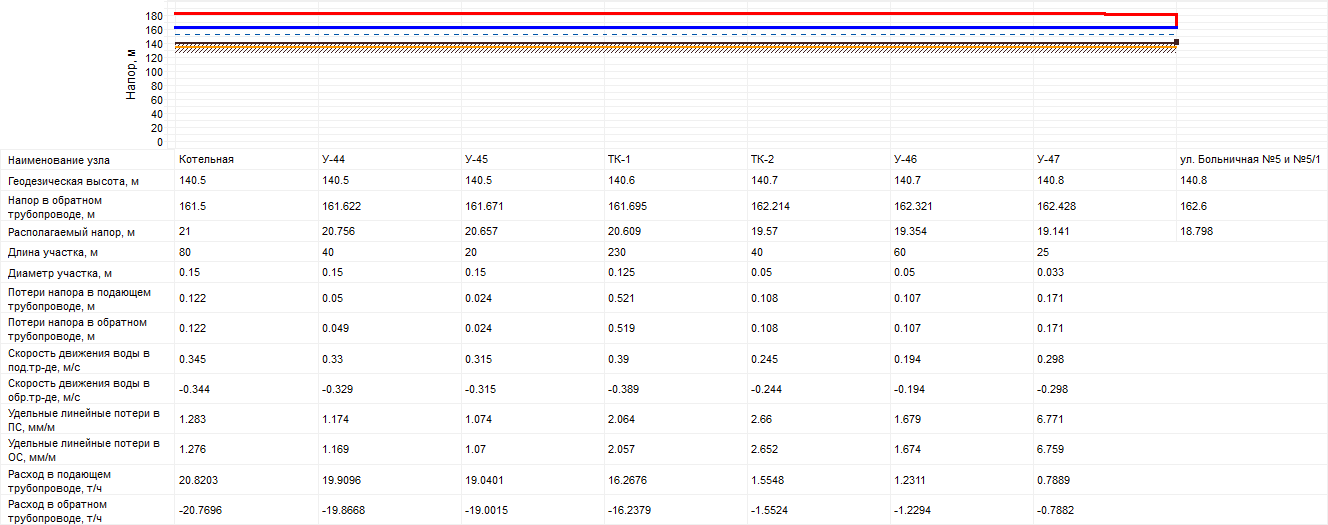 180
160
140
120
100
80
60
40
20
0
Напор, м
Наименование узла Котельная У-44 У-45 ТК-1 ТК-2 У-46 У-47 ул. Больничная №5 и №5/1
Геодезическая высота, м 140.5 140.5 140.5 140.6 140.7 140.7 140.8 140.8
Напор в обратном
трубопроводе, м 161.5 161.622 161.671 161.695 162.214 162.321 162.428 162.6
Располагаемый напор, м 21 20.756 20.657 20.609 19.57 19.354 19.141 18.798
Длина участка, м 80 40 20 230 40 60 25
Диаметр участка, м 0.15 0.15 0.15 0.125 0.05 0.05 0.033
Потери напора в подающем
трубопроводе, м 0.122 0.05 0.024 0.521 0.108 0.107 0.171
Потери напора в обратном
трубопроводе, м 0.122 0.049 0.024 0.519 0.108 0.107 0.171
Скорость движения воды в
под.тр-де, м/с 0.345 0.33 0.315 0.39 0.245 0.194 0.298
Скорость движения воды в
обр.тр-де, м/с -0.344 -0.329 -0.315 -0.389 -0.244 -0.194 -0.298
Удельные линейные потери в
ПС, мм/м 1.283 1.174 1.074 2.064 2.66 1.679 6.771
Удельные линейные потери в
ОС, мм/м 1.276 1.169 1.07 2.057 2.652 1.674 6.759
Расход в подающем
трубопроводе, т/ч 20.8203 19.9096 19.0401 16.2676 1.5548 1.2311 0.7889
Расход в обратном
трубопроводе, т/ч -20.7696 -19.8668 -19.0015 -16.2379 -1.5524 -1.2294 -0.7882